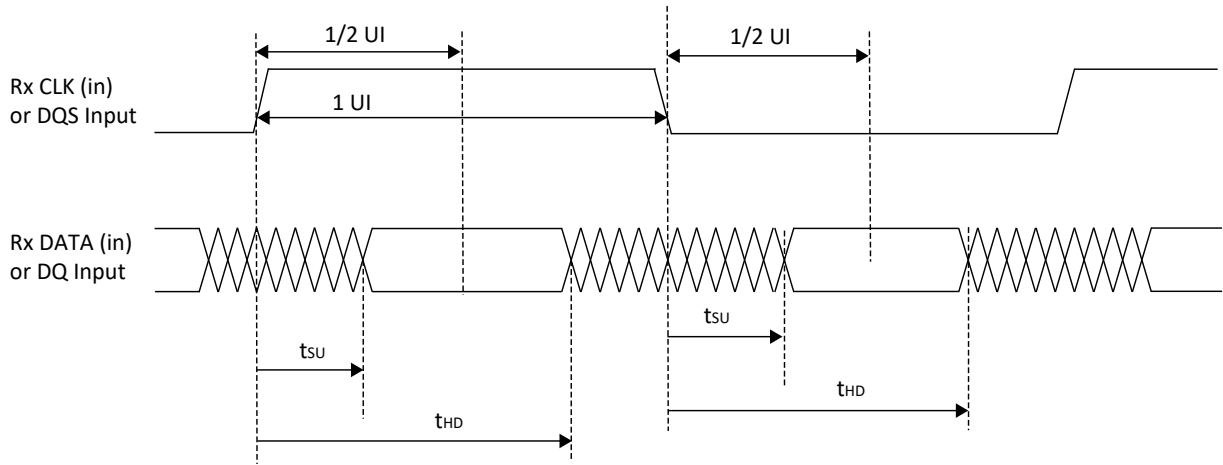 1/2 UI
1/2 UI
Rx CLK (in)
or DQS Input
1 UI
Rx DATA (in)
or DQ Input
tSU
tSU
tHD
tHD